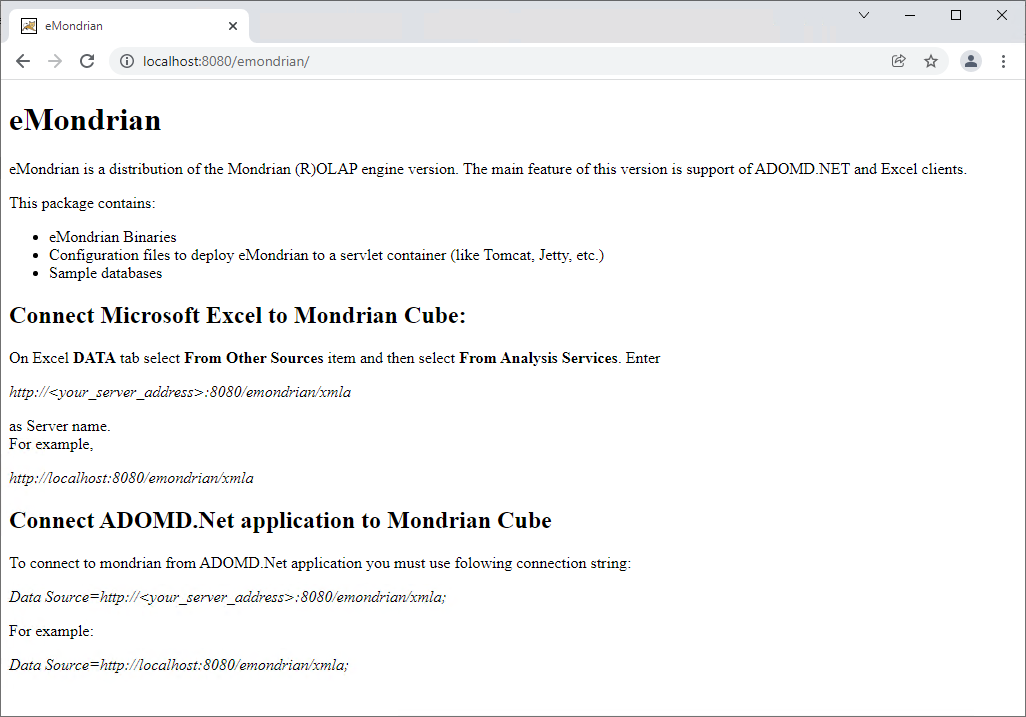 eMondrian
localhost:8080/emondrian/
eMondrian
eMondrian is a distribution of the Mondrian (R)OLAP engine version. The main feature of this version is support of ADOMD.NET and Excel clients.
This package contains:
• eMondrian Binaries
• Configuration files to deploy eMondrian to a servlet container (like Tomcat, Jetty, etc.)
• Sample databases
Connect Microsoft Excel to Mondrian Cube:
On Excel DATA tab select From Other Sources item and then select From Analysis Services. Enter
http://<your_server_address>:8080/emondrian/xmla
as Server name.
For example,
http://localhost:8080/emondrian/xmla
Connect ADOMD.Net application to Mondrian Cube
To connect to mondrian from ADOMD.Net application you must use folowing connection string:
Data Source=http://<your_server_address>:8080/emondrian/xmla;
For example:
Data Source=http://localhost:8080/emondrian/xmla;